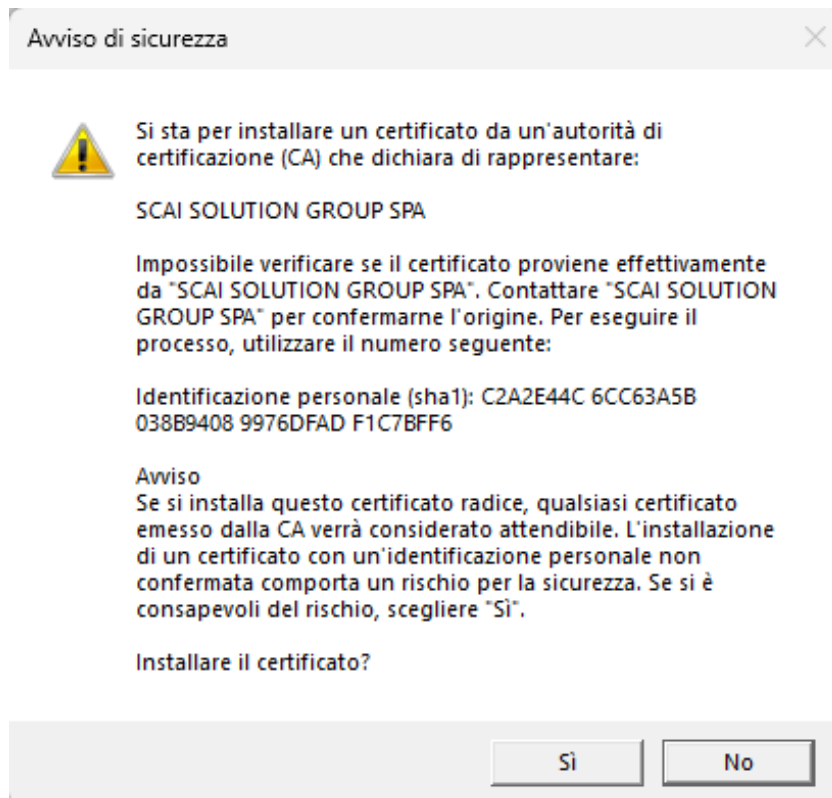 Avviso di sicurezza
Si sta per installare un certificato da un'autorità di
certificazione (CA) che dichiara di rappresentare:
SCAI SOLUTION GROUP SPA
Impossibile verificare se il certificato proviene effettivamente
da "SCAI SOLUTION GROUP SPA". Contattare "SCAI SOLUTION
GROUP SPA" per confermarne l'origine. Per eseguire il
processo, utilizzare il numero seguente:
Identificazione personale (sha1): C2A2E44C 6CC63A5B
038B9408 9976DFAD F1C7BFF6
Avviso
Se si installa questo certificato radice, qualsiasi certificato
emesso dalla CA verrà considerato attendibile. L'installazione
di un certificato con un'identificazione personale non
confermata comporta un rischio per la sicurezza. Se si è
consapevoli del rischio, scegliere "Sì".
Installare il certificato?
Sì
No